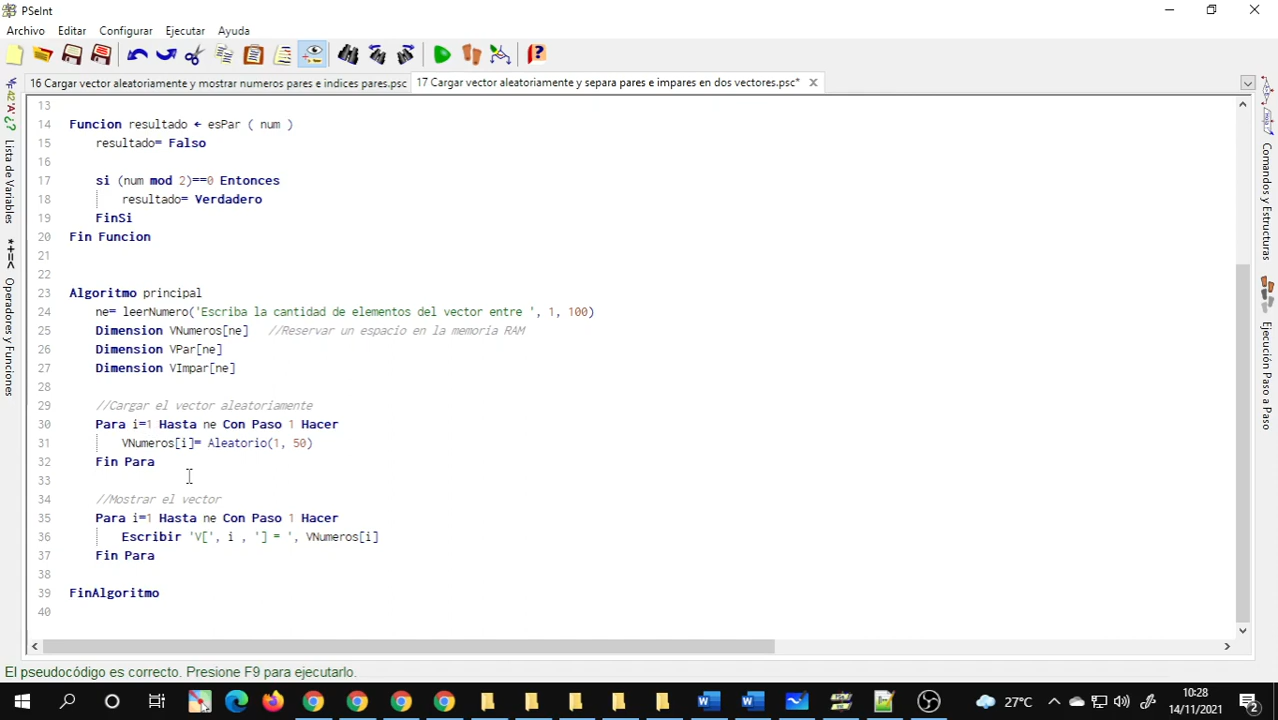 PSeInt
Archivo Editar Configurar Ejecutar Ayuda
16 Cargar vector aleatoriamente y mostrar numeros pares e indices pares.psc
17 Cargar vector aleatoriamente y separa pares e impares en dos vectores.psc*
13
14 Funcion resultado ← esPar ( num )
15 resultado= Falso
16
17 si (num mod 2)==0 Entonces
18 resultado= Verdadero
19 FinSi
20 Fin Funcion
21
22
23 Algoritmo principal
24 ne= leerNumero('Escriba la cantidad de elementos del vector entre ', 1, 100)
25 Dimension VNumeros[ne] //Reservar un espacio en la memoria RAM
26 Dimension VPar[ne]
27 Dimension VImpar[ne]
28
29 //Cargar el vector aleatoriamente
30 Para i=1 Hasta ne Con Paso 1 Hacer
31 VNumeros[i]= Aleatorio(1, 50)
32 Fin Para
33
34 //Mostrar el vector
35 Para i=1 Hasta ne Con Paso 1 Hacer
36 Escribir 'V[', i , '] = ', VNumeros[i]
37 Fin Para
38
39 FinAlgoritmo
40
Lista de Variables
*+=<
Operadores y Funciones
Comandos y Estructuras
Ejecución Paso a Paso
El pseudocódigo es correcto. Presione F9 para ejecutarlo.
27°C
10:28
14/11/2021
2